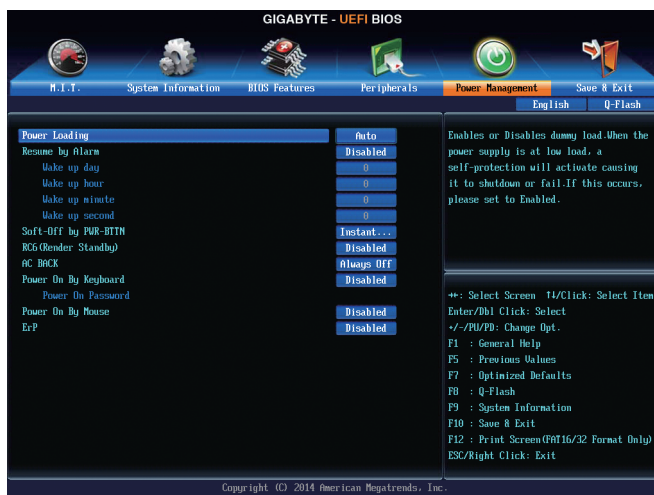 GIGABYTE - UEFI BIOS
M.I.T. System Information BIOS Features Peripherals Power Management Save & Exit
English Q-Flash
Power Loading Auto
Resume by Alarm Disabled
Wake up day 0
Wake up hour 0
Wake up minute 0
Wake up second 0
Soft-Off by PWR-BTTN Instant...
RC6(Render Standby) Disabled
AC BACK Always Off
Power On By Keyboard Disabled
Power On Password
Power On By Mouse Disabled
ErP Disabled
Enables or Disables dummy load.When the
power supply is at low load, a
self-protection will activate causing
it to shutdown or fail.If this occurs,
please set to Enabled.
→←: Select Screen ↑↓/Click: Select Item
Enter/Dbl Click: Select
+/-/PU/PD: Change Opt.
F1 : General Help
F5 : Previous Values
F7 : Optimized Defaults
F8 : Q-Flash
F9 : System Information
F10 : Save & Exit
F12 : Print Screen(FAT16/32 Format Only)
ESC/Right Click: Exit
Copyright (C) 2014 American Megatrends, Inc.